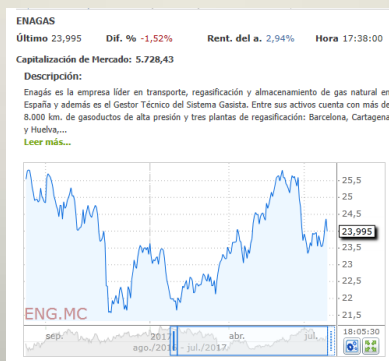 ENAGAS
Último 23,995 Dif. % -1,52% Rent. del a. 2,94% Hora 17:38:00
Capitalización de Mercado: 5.728,43
Descripción:
Enagás es la empresa líder en transporte, regasificación y almacenamiento de gas natural en
España y además es el Gestor Técnico del Sistema Gasista. Entre sus activos cuenta con más de
8.000 km. de gasoductos de alta presión y tres plantas de regasificación: Barcelona, Cartagena
y Huelva,...
Leer más...
25,5
25
24,5
23,995
23,5
23
22,5
22
21,5
ENG.MC
sep. 2017 abr. jul.
ago./2016 - jul./2017
18:05:30